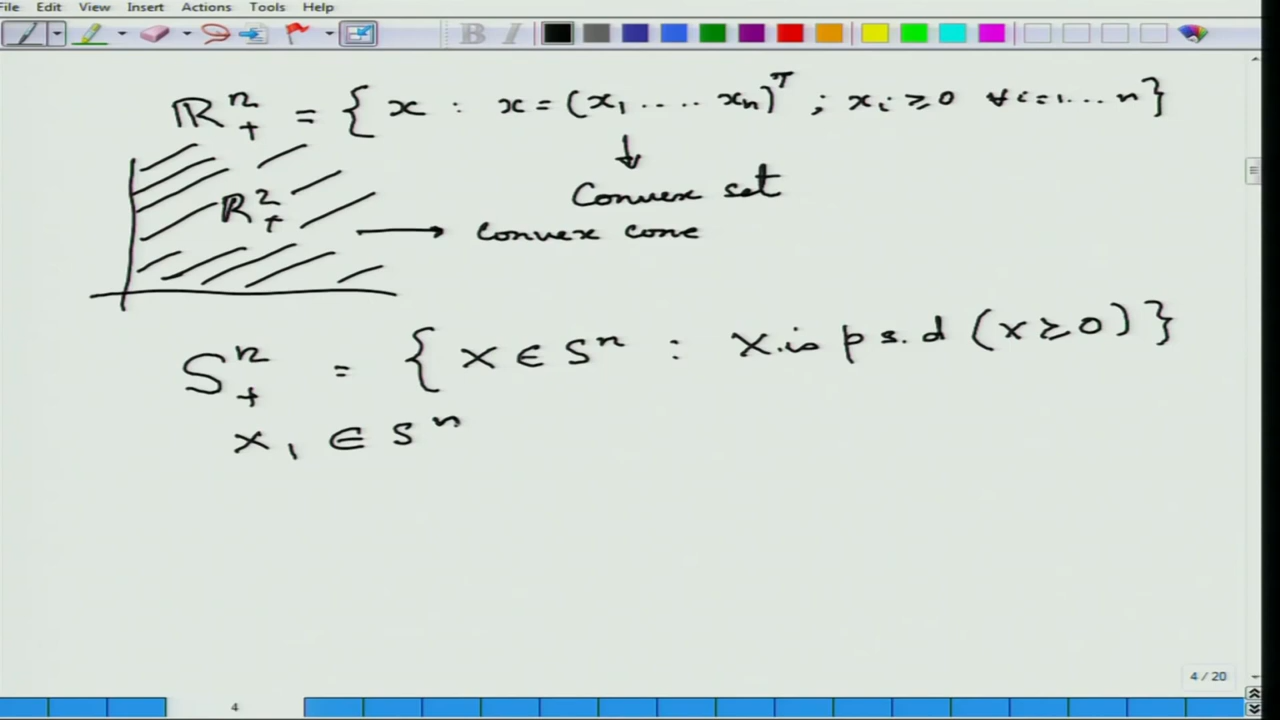 File Edit View Insert Actions Tools Help
B I
ℝⁿ₊ = { x : x = (x₁ .... xₙ)ᵀ ; xᵢ ≥ 0 ∀i=1...n }
↓
Convex set
ℝ²₊
→ convex cone
Sⁿ₊ = { X ∈ Sⁿ : X is p s.d (X ≥ 0) }
X₁ ∈ Sⁿ
4 / 20
4